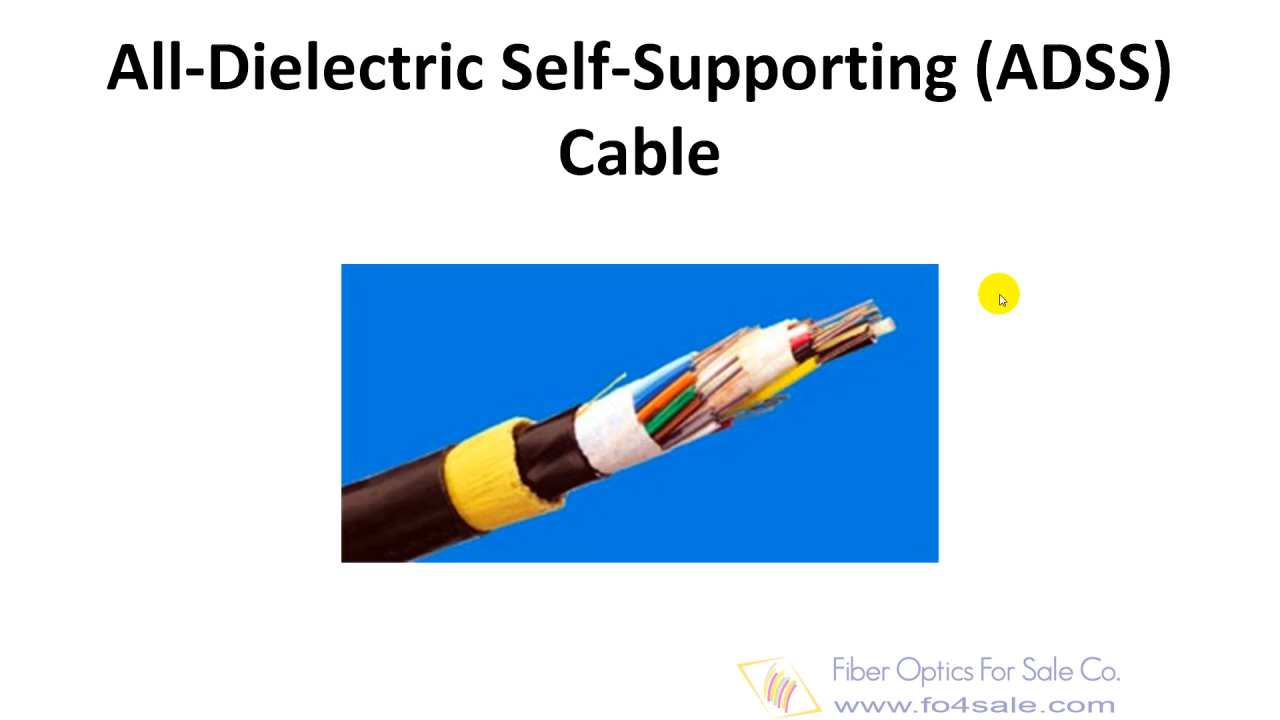 All-Dielectric Self-Supporting (ADSS)
Cable
Fiber Optics For Sale Co.
www.fo4sale.com